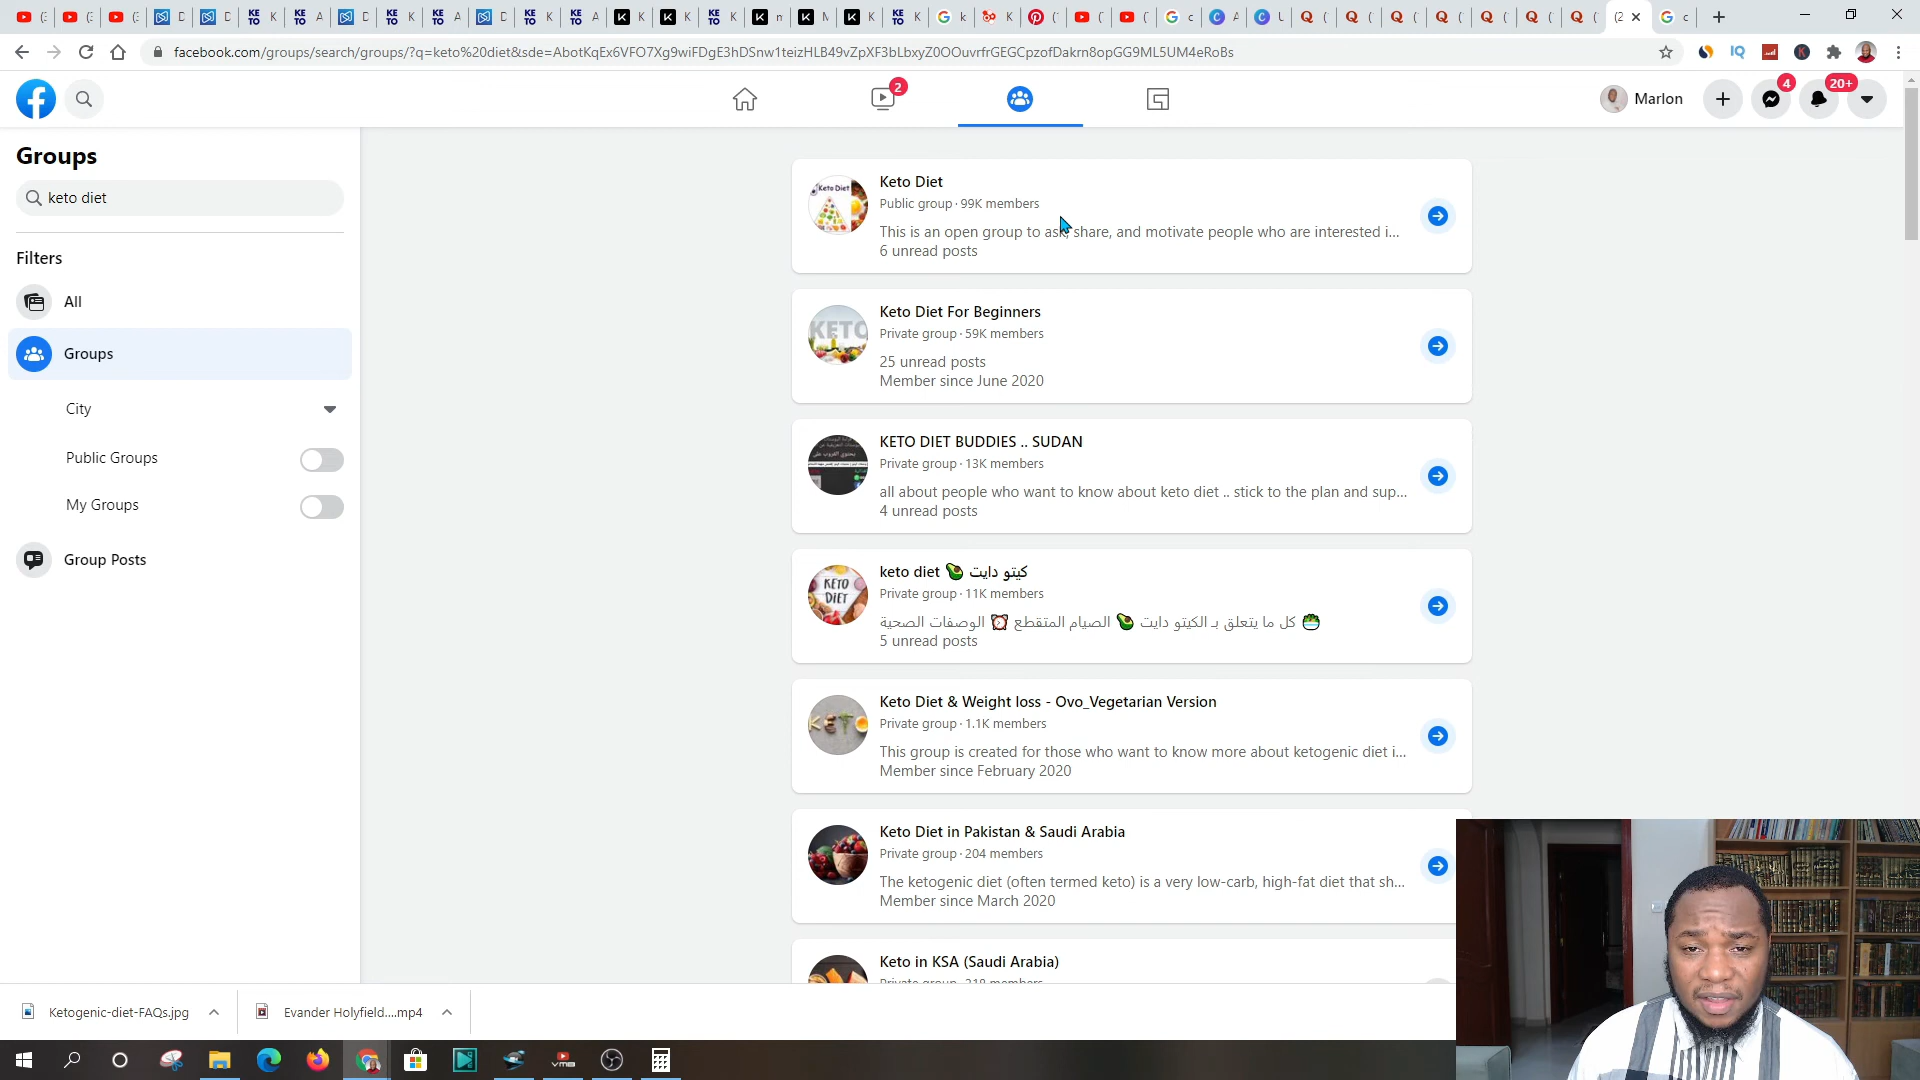 facebook.com/groups/search/groups/?q=keto%20diet&sde=AbotKqEx6VFO7Xg9wiFDgE3hDSnw1teizHLB49vZpXF3bLbxyZ0OOuvrfrGEGCpzofDakrn8opGG9ML5UM4eRoBs
2
Marlon
4
20+
Groups
keto diet
Filters
All
Groups
City
Public Groups
My Groups
Group Posts
Keto Diet
Public group · 99K members
This is an open group to ask, share, and motivate people who are interested i...
6 unread posts
Keto Diet For Beginners
Private group · 59K members
25 unread posts
Member since June 2020
KETO DIET BUDDIES .. SUDAN
Private group · 13K members
all about people who want to know about keto diet .. stick to the plan and sup...
4 unread posts
keto diet 🥑 كيتو دايت
Private group · 11K members
🥗 كل ما يتعلق بـ الكيتو دايت 🥑 الصيام المتقطع ⏰ الوصفات الصحية
5 unread posts
Keto Diet & Weight loss - Ovo_Vegetarian Version
Private group · 1.1K members
This group is created for those who want to know more about ketogenic diet i...
Member since February 2020
Keto Diet in Pakistan & Saudi Arabia
Private group · 204 members
The ketogenic diet (often termed keto) is a very low-carb, high-fat diet that sh...
Member since March 2020
Keto in KSA (Saudi Arabia)
Private group · 218 members
Ketogenic-diet-FAQs.jpg
Evander Holyfield....mp4